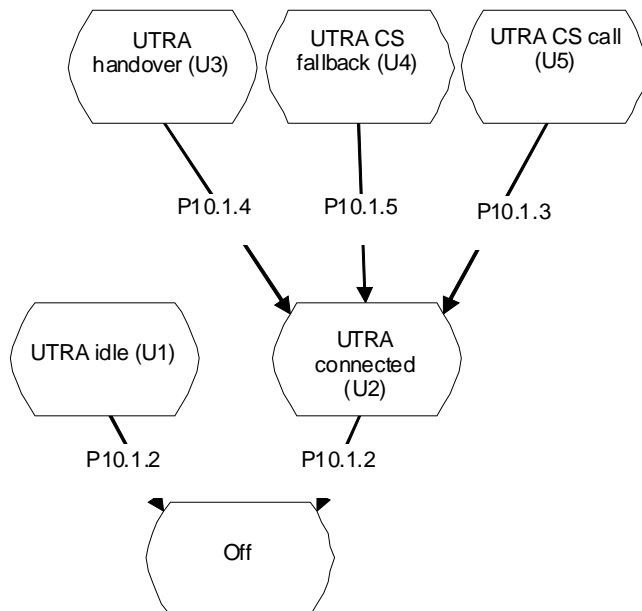 UTRA
handover (U3)
UTRA CS
fallback (U4)
UTRA CS call
(U5)
P10.1.4
P10.1.5
P10.1.3
UTRA idle (U1)
UTRA
connected
(U2)
P10.1.2
P10.1.2
Off